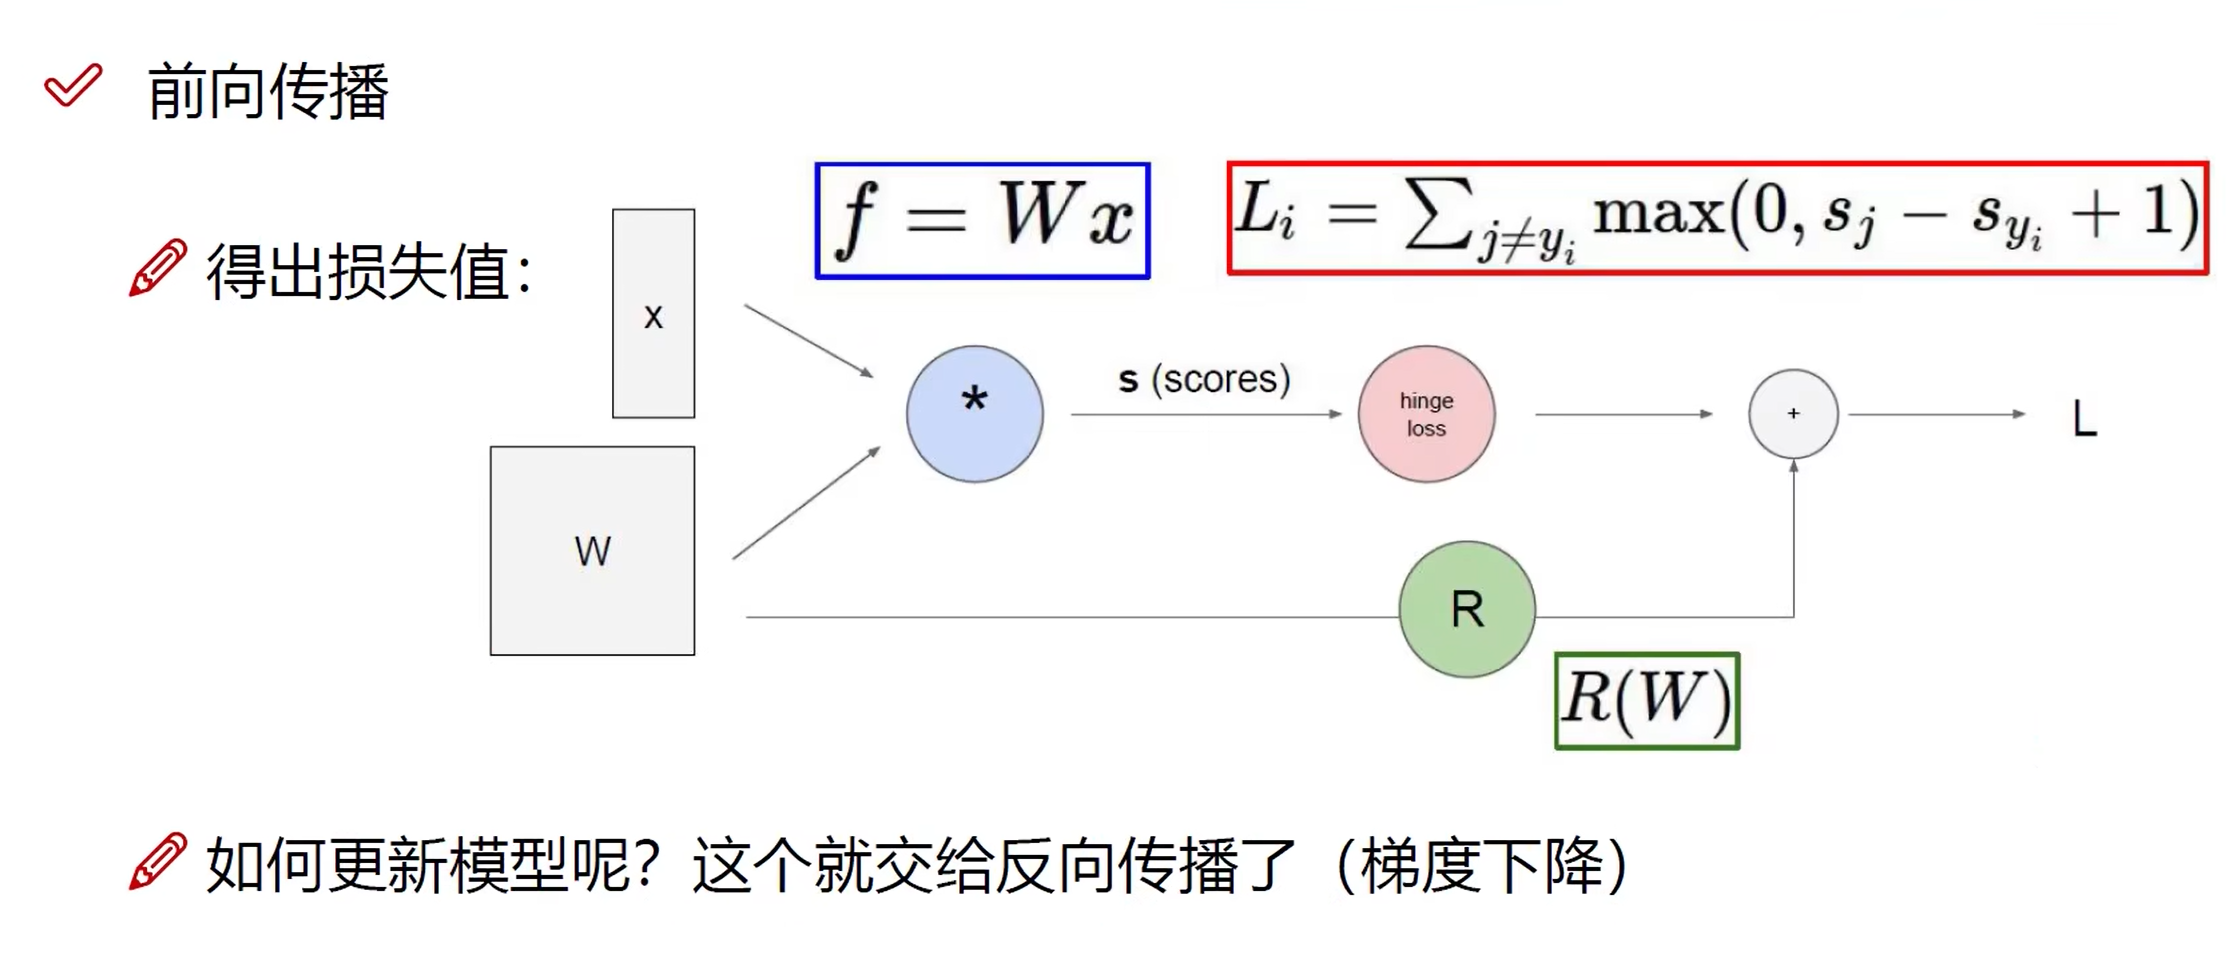 前向传播
f = Wx
L_i = ∑_{j≠y_i} max(0, s_j − s_{y_i} + 1)
得出损失值：
x
*
s (scores)
hinge
loss
+
L
W
R
R(W)
如何更新模型呢？这个就交给反向传播了（梯度下降）